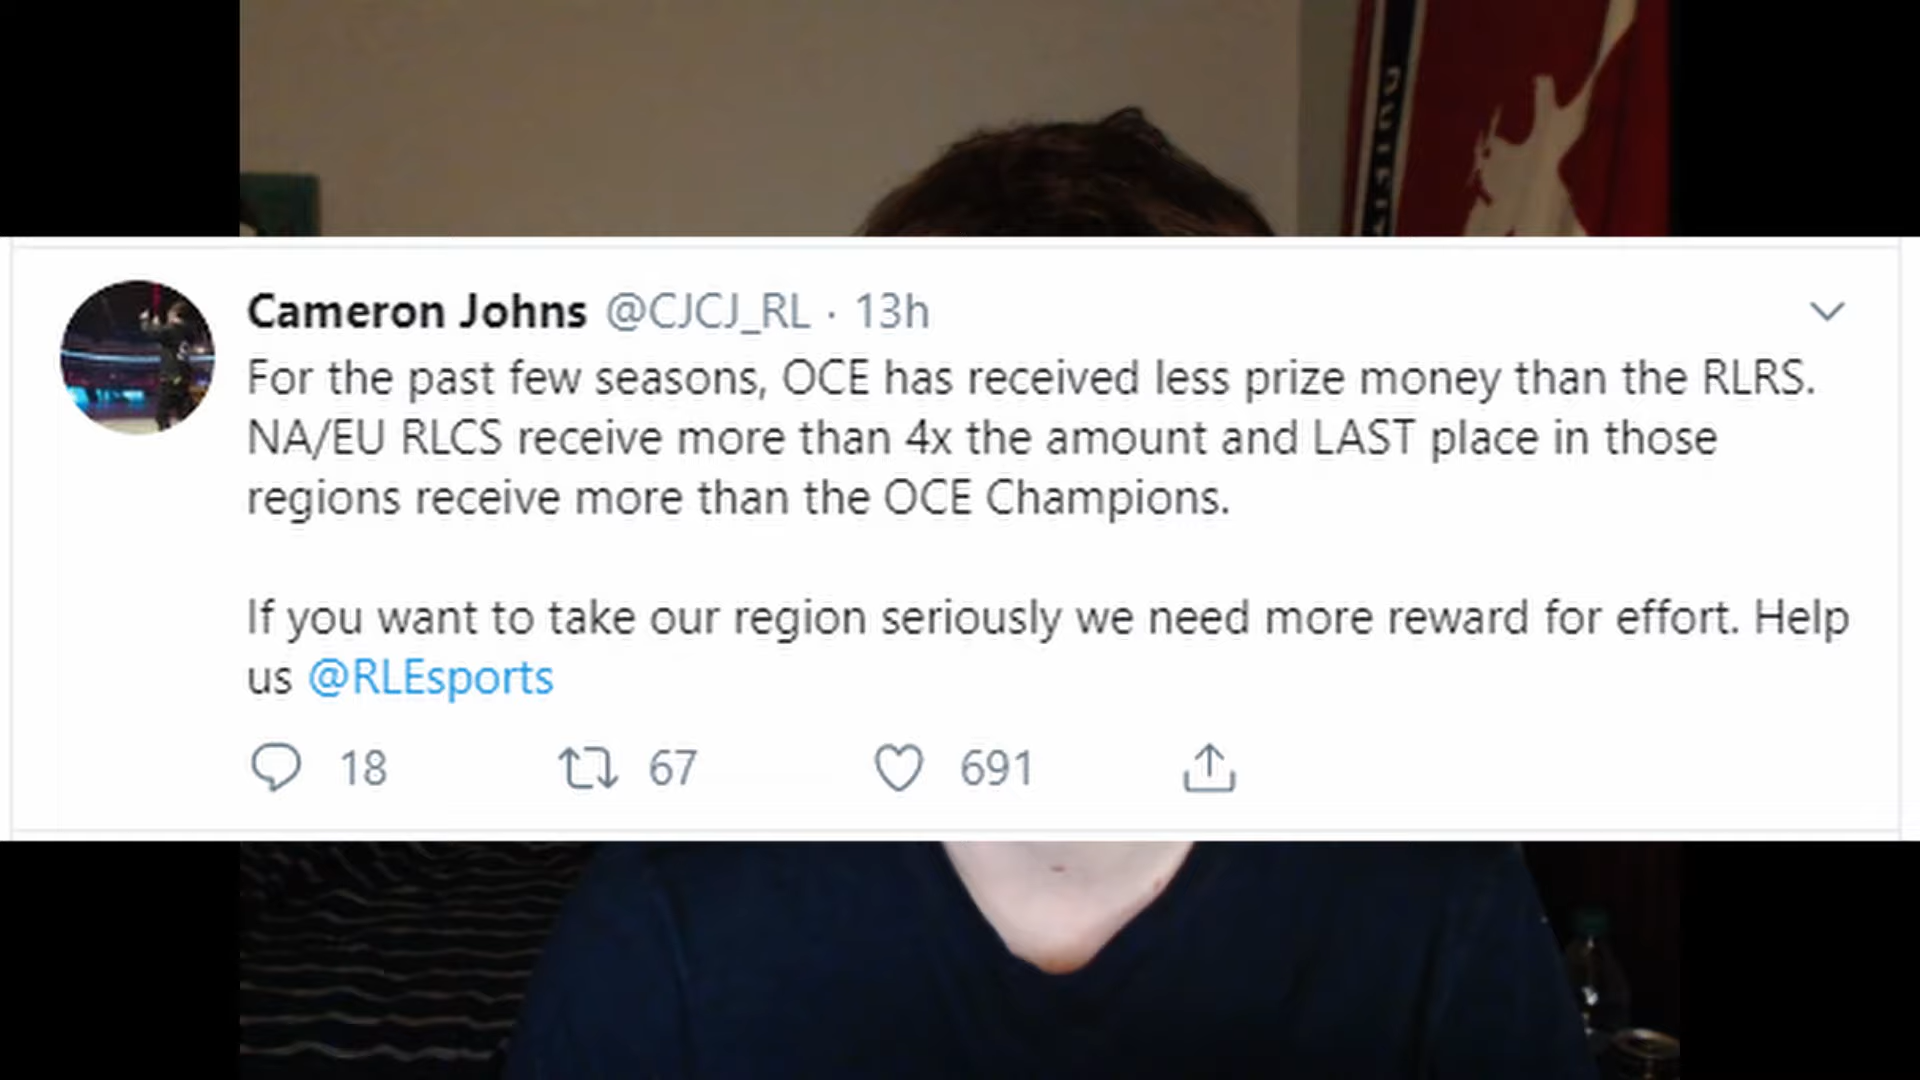 Cameron Johns @CJCJ_RL · 13h
For the past few seasons, OCE has received less prize money than the RLRS.
NA/EU RLCS receive more than 4x the amount and LAST place in those
regions receive more than the OCE Champions.
If you want to take our region seriously we need more reward for effort. Help
us @RLEsports
18 67 691